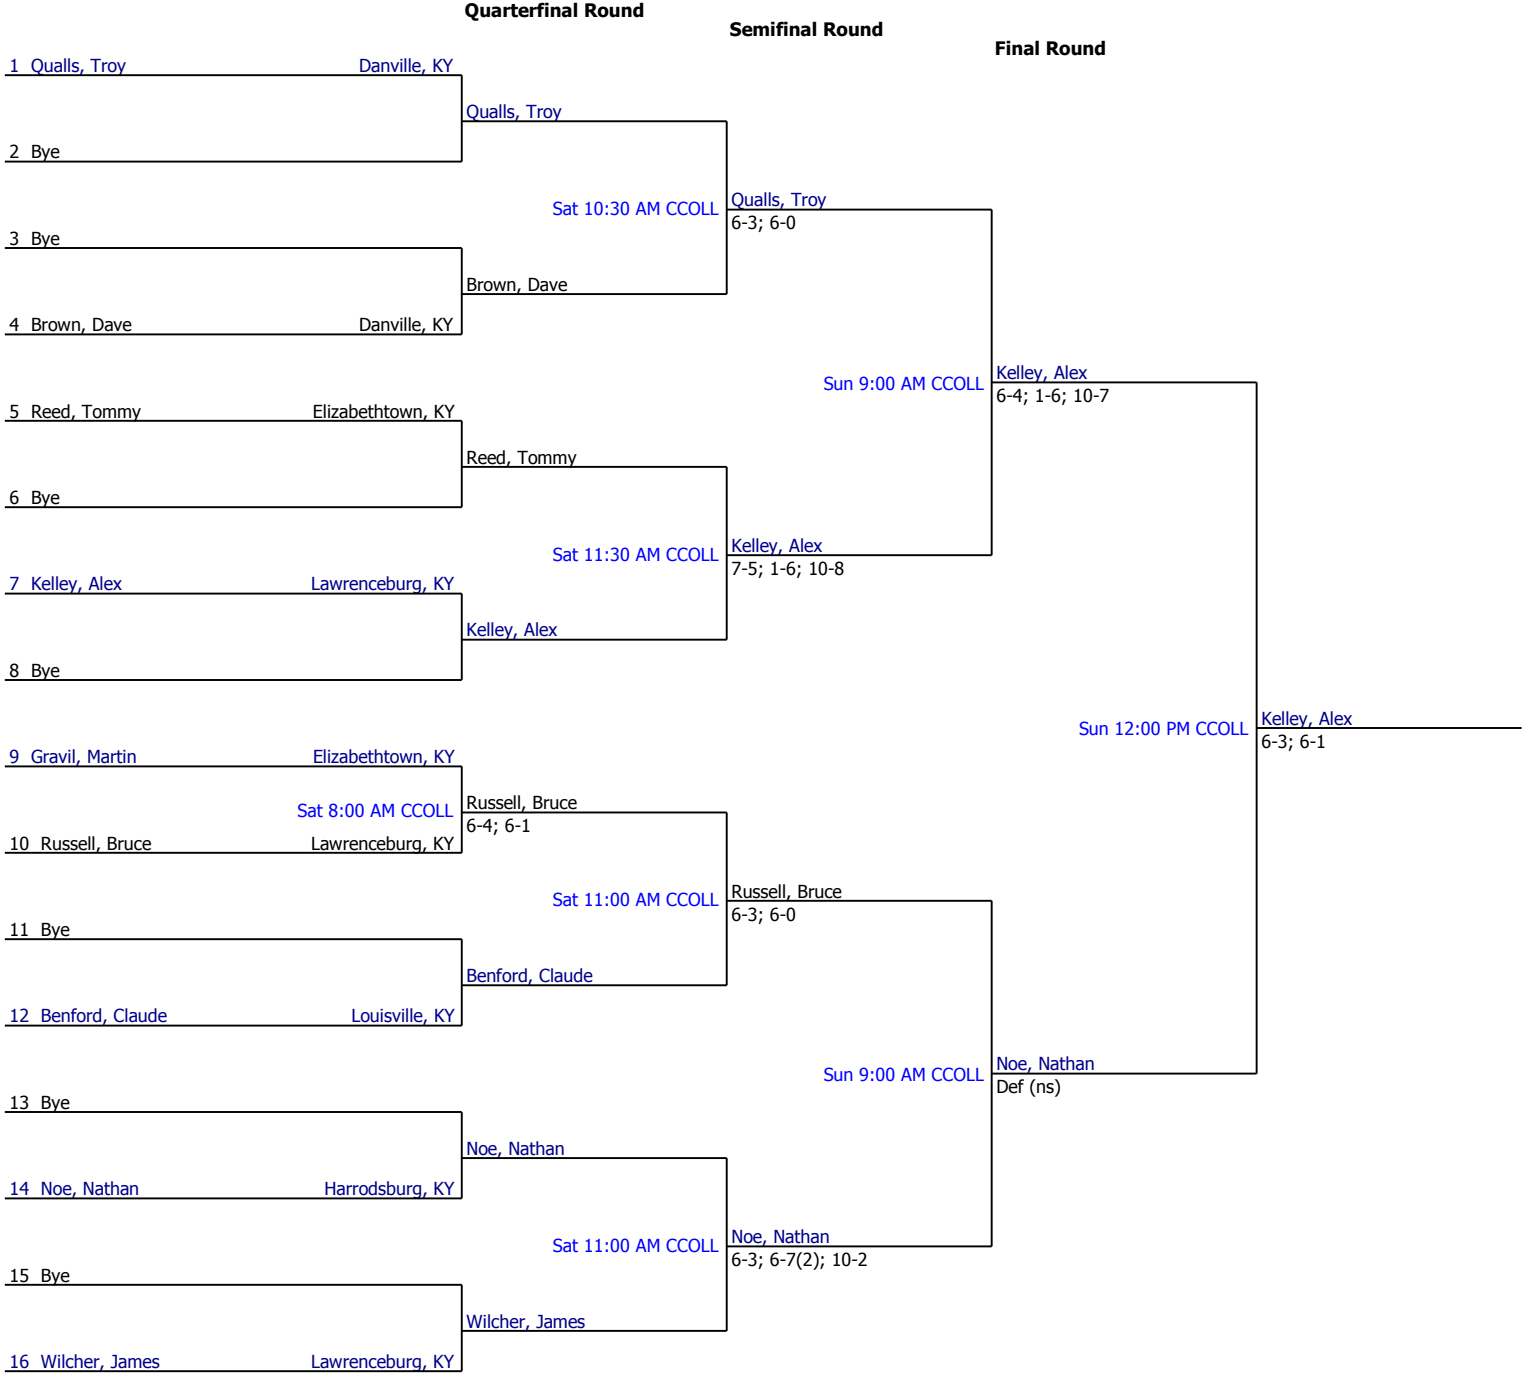 Quarterfinal Round
Semifinal Round
Final Round
1 Qualls, Troy Danville, KY
Qualls, Troy
2 Bye
Sat 10:30 AM CCOLL Qualls, Troy
6-3; 6-0
3 Bye
Brown, Dave
4 Brown, Dave Danville, KY
Sun 9:00 AM CCOLL Kelley, Alex
6-4; 1-6; 10-7
5 Reed, Tommy Elizabethtown, KY
Reed, Tommy
6 Bye
Sat 11:30 AM CCOLL Kelley, Alex
7-5; 1-6; 10-8
7 Kelley, Alex Lawrenceburg, KY
Kelley, Alex
8 Bye
Sun 12:00 PM CCOLL Kelley, Alex
6-3; 6-1
9 Gravil, Martin Elizabethtown, KY
Sat 8:00 AM CCOLL Russell, Bruce
6-4; 6-1
10 Russell, Bruce Lawrenceburg, KY
Sat 11:00 AM CCOLL Russell, Bruce
6-3; 6-0
11 Bye
Benford, Claude
12 Benford, Claude Louisville, KY
Sun 9:00 AM CCOLL Noe, Nathan
Def (ns)
13 Bye
Noe, Nathan
14 Noe, Nathan Harrodsburg, KY
Sat 11:00 AM CCOLL Noe, Nathan
6-3; 6-7(2); 10-2
15 Bye
Wilcher, James
16 Wilcher, James Lawrenceburg, KY